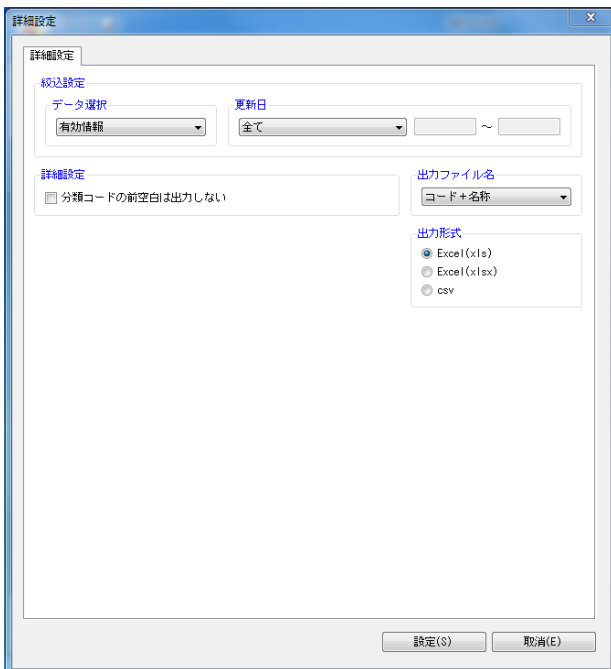 詳細設定
詳細設定
絞込設定
データ選択
更新日
有効情報
全て
～
詳細設定
出力ファイル名
分類コードの前空白は出力しない
コード+名称
出力形式
Excel(xls)
Excel(xlsx)
csv
設定(S)
取消(E)